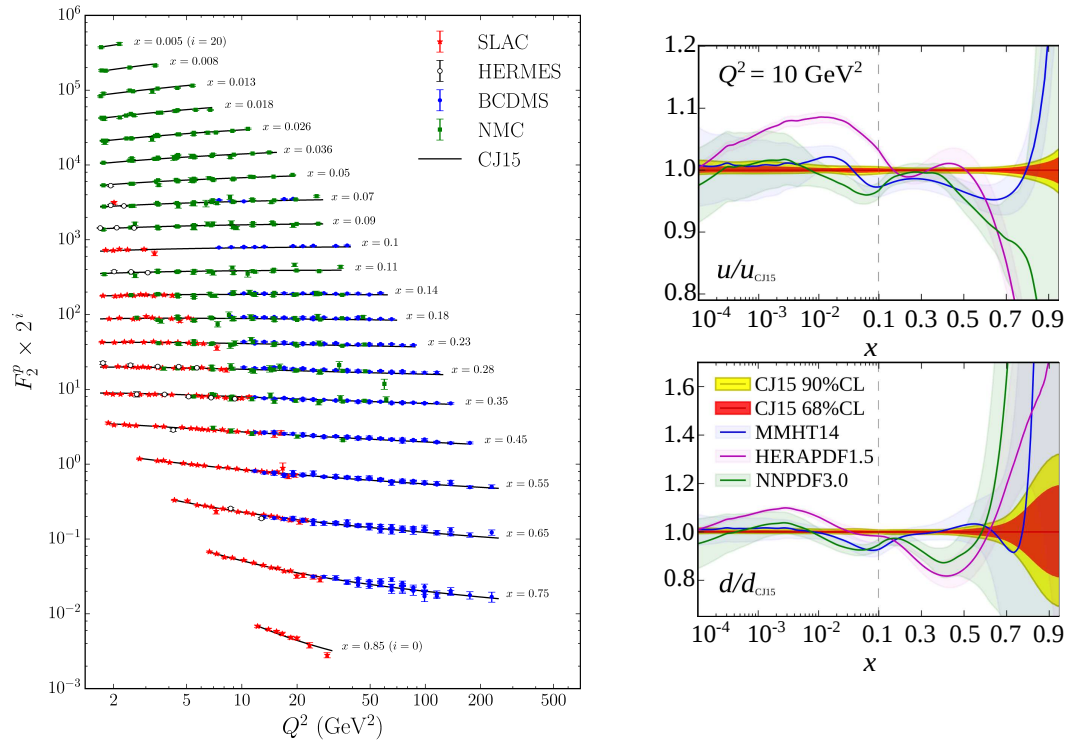 10^6
10^5
10^4
10^3
10^2
10^1
10^0
10^−1
10^−2
10^−3
F_2^p × 2^i
x = 0.005 (i = 20)
x = 0.008
x = 0.013
x = 0.018
x = 0.026
x = 0.036
x = 0.05
x = 0.07
x = 0.09
x = 0.1
x = 0.11
x = 0.14
x = 0.18
x = 0.23
x = 0.28
x = 0.35
x = 0.45
x = 0.55
x = 0.65
x = 0.75
x = 0.85 (i = 0)
SLAC
HERMES
BCDMS
NMC
CJ15
2 5 10 20 50 100 200 500
Q^2 (GeV^2)
1.2
1.1
1.0
0.9
0.8
Q^2 = 10 GeV^2
u/u_CJ15
10^-4 10^-3 10^-2 0.1 0.3 0.5 0.7 0.9
x
1.6
1.4
1.2
1.0
0.8
CJ15 90%CL
CJ15 68%CL
MMHT14
HERAPDF1.5
NNPDF3.0
d/d_CJ15
10^-4 10^-3 10^-2 0.1 0.3 0.5 0.7 0.9
x